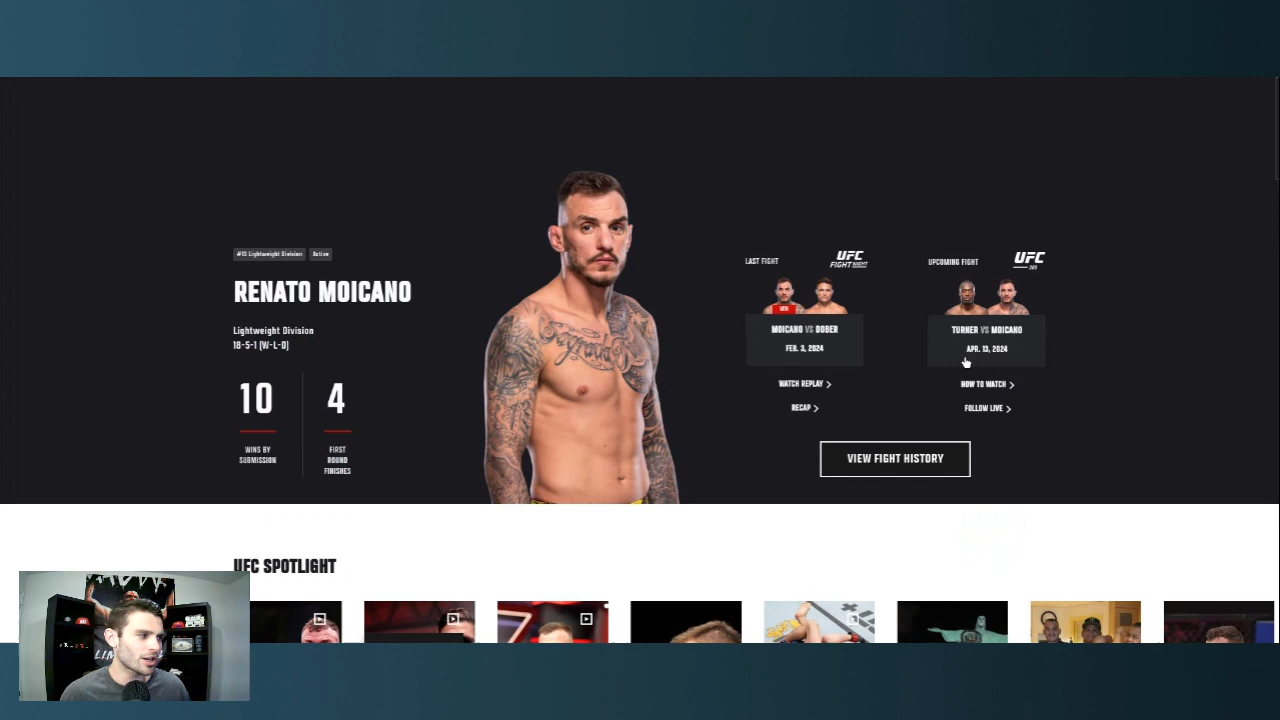 #10 Lightweight Division Active
RENATO MOICANO
Lightweight Division
18-5-1 (W-L-D)
10
WINS BY
SUBMISSION
4
FIRST
ROUND
FINISHES
LAST FIGHT
UFC
FIGHT NIGHT
WIN
MOICANO VS DOBER
FEB. 3, 2024
WATCH REPLAY
RECAP
UPCOMING FIGHT
UFC
300
TURNER VS MOICANO
APR. 13, 2024
HOW TO WATCH
FOLLOW LIVE
VIEW FIGHT HISTORY
UFC SPOTLIGHT